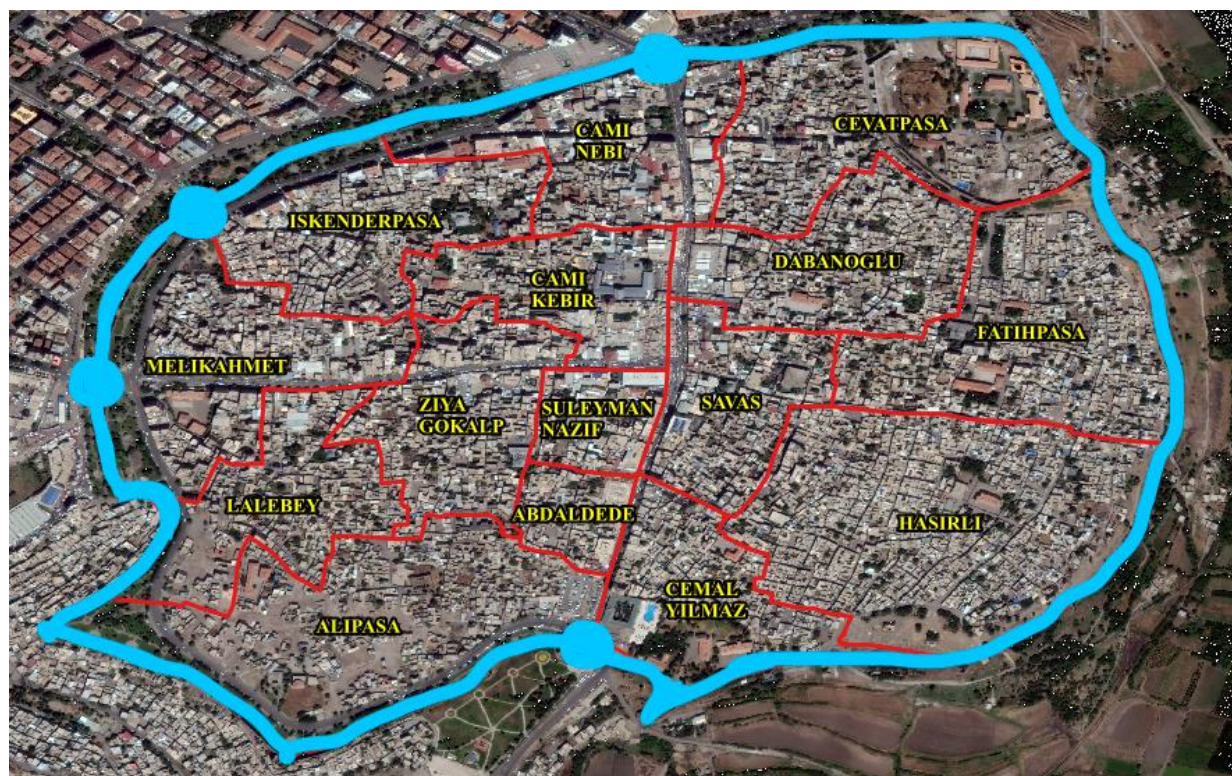 CAMI
NEBI
CEVATPASA
ISKENDERPASA
DABANOGLU
CAMI
KEBIR
FATIHPASA
MELIKAHMET
ZIYA
GOKALP
SULEYMAN
NAZIF
SAVAS
LALEBEY
ABDALDEDE
HASIRLI
CEMAL
YILMAZ
ALIPASA